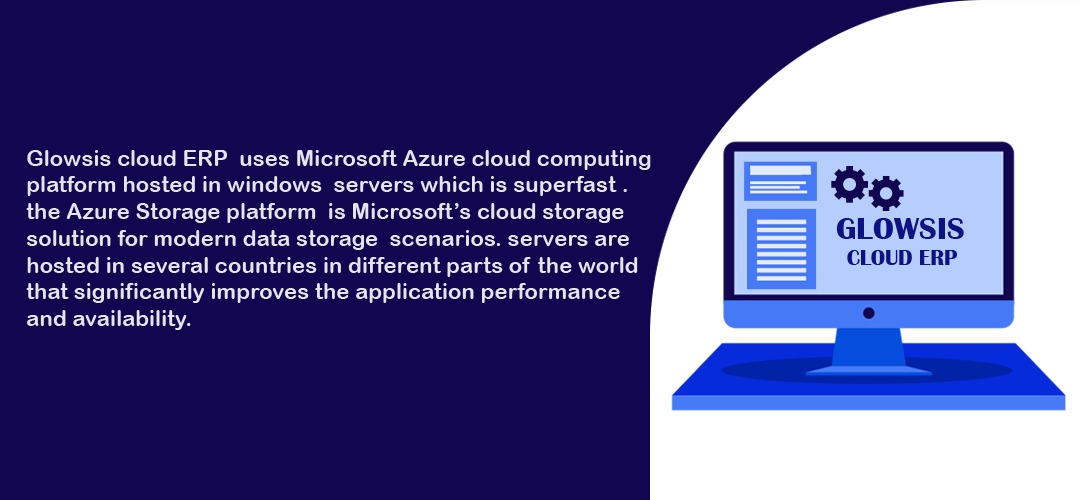 Glowsis cloud ERP  uses Microsoft Azure cloud computing
platform hosted in windows  servers which is superfast .
the Azure Storage platform  is Microsoft’s cloud storage
solution for modern data storage  scenarios. servers are
hosted in several countries in different parts of the world
that significantly improves the application performance
and availability.
GLOWSIS
CLOUD ERP